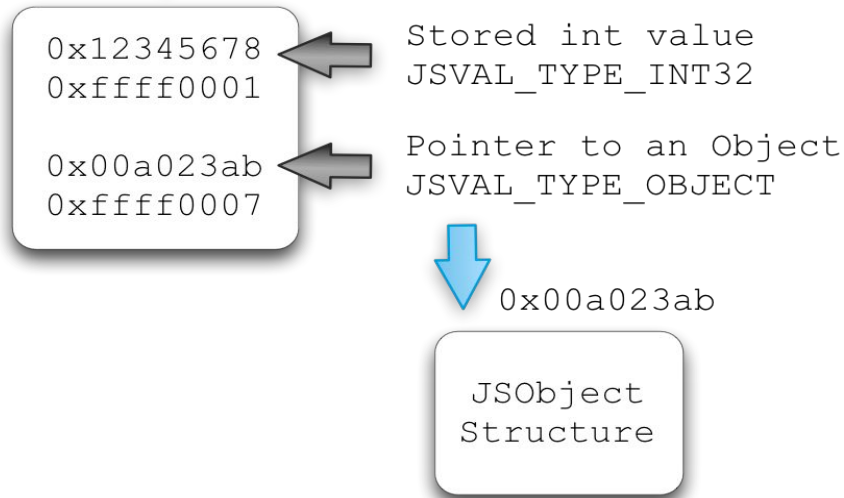 0x12345678
0xffff0001
Stored int value
JSVAL_TYPE_INT32
0x00a023ab
0xffff0007
Pointer to an Object
JSVAL_TYPE_OBJECT
0x00a023ab
JSObject
Structure